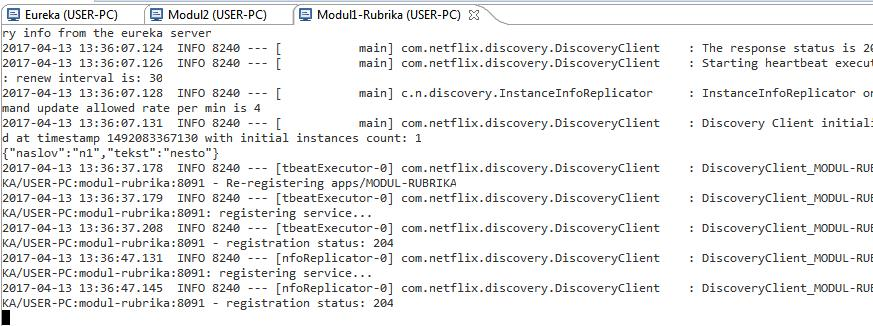 Eureka (USER-PC) Modul2 (USER-PC) Modul1-Rubrika (USER-PC)
ry info from the eureka server
2017-04-13 13:36:07.124  INFO 8240 --- [           main] com.netflix.discovery.DiscoveryClient    : The response status is 20
2017-04-13 13:36:07.126  INFO 8240 --- [           main] com.netflix.discovery.DiscoveryClient    : Starting heartbeat execut
: renew interval is: 30
2017-04-13 13:36:07.128  INFO 8240 --- [           main] c.n.discovery.InstanceInfoReplicator     : InstanceInfoReplicator on
mand update allowed rate per min is 4
2017-04-13 13:36:07.131  INFO 8240 --- [           main] com.netflix.discovery.DiscoveryClient    : Discovery Client initiali
d at timestamp 1492083367130 with initial instances count: 1
{"naslov":"n1","tekst":"nesto"}
2017-04-13 13:36:37.178  INFO 8240 --- [tbeatExecutor-0] com.netflix.discovery.DiscoveryClient    : DiscoveryClient_MODUL-RUB
KA/USER-PC:modul-rubrika:8091 - Re-registering apps/MODUL-RUBRIKA
2017-04-13 13:36:37.179  INFO 8240 --- [tbeatExecutor-0] com.netflix.discovery.DiscoveryClient    : DiscoveryClient_MODUL-RUB
KA/USER-PC:modul-rubrika:8091: registering service...
2017-04-13 13:36:37.208  INFO 8240 --- [tbeatExecutor-0] com.netflix.discovery.DiscoveryClient    : DiscoveryClient_MODUL-RUB
KA/USER-PC:modul-rubrika:8091 - registration status: 204
2017-04-13 13:36:47.131  INFO 8240 --- [nfoReplicator-0] com.netflix.discovery.DiscoveryClient    : DiscoveryClient_MODUL-RUB
KA/USER-PC:modul-rubrika:8091: registering service...
2017-04-13 13:36:47.145  INFO 8240 --- [nfoReplicator-0] com.netflix.discovery.DiscoveryClient    : DiscoveryClient_MODUL-RUB
KA/USER-PC:modul-rubrika:8091 - registration status: 204